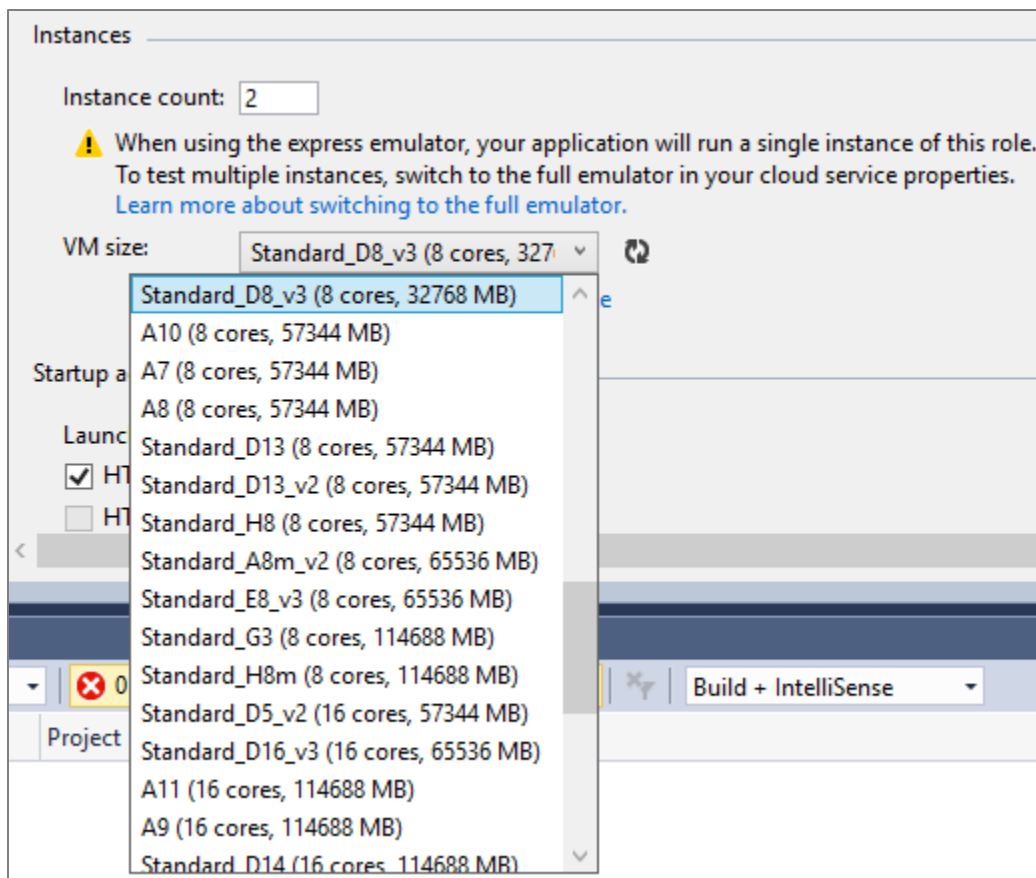 Instances
Instance count: 2
When using the express emulator, your application will run a single instance of this role.
To test multiple instances, switch to the full emulator in your cloud service properties.
Learn more about switching to the full emulator.
VM size: Standard_D8_v3 (8 cores, 327
Standard_D8_v3 (8 cores, 32768 MB)
e
A10 (8 cores, 57344 MB)
A7 (8 cores, 57344 MB)
Startup a
A8 (8 cores, 57344 MB)
Launc
Standard_D13 (8 cores, 57344 MB)
HT
Standard_D13_v2 (8 cores, 57344 MB)
HT
Standard_H8 (8 cores, 57344 MB)
Standard_A8m_v2 (8 cores, 65536 MB)
Standard_E8_v3 (8 cores, 65536 MB)
Standard_G3 (8 cores, 114688 MB)
Standard_H8m (8 cores, 114688 MB)
0
Build + IntelliSense
Standard_D5_v2 (16 cores, 57344 MB)
Project
Standard_D16_v3 (16 cores, 65536 MB)
A11 (16 cores, 114688 MB)
A9 (16 cores, 114688 MB)
Standard_D14 (16 cores, 114688 MB)